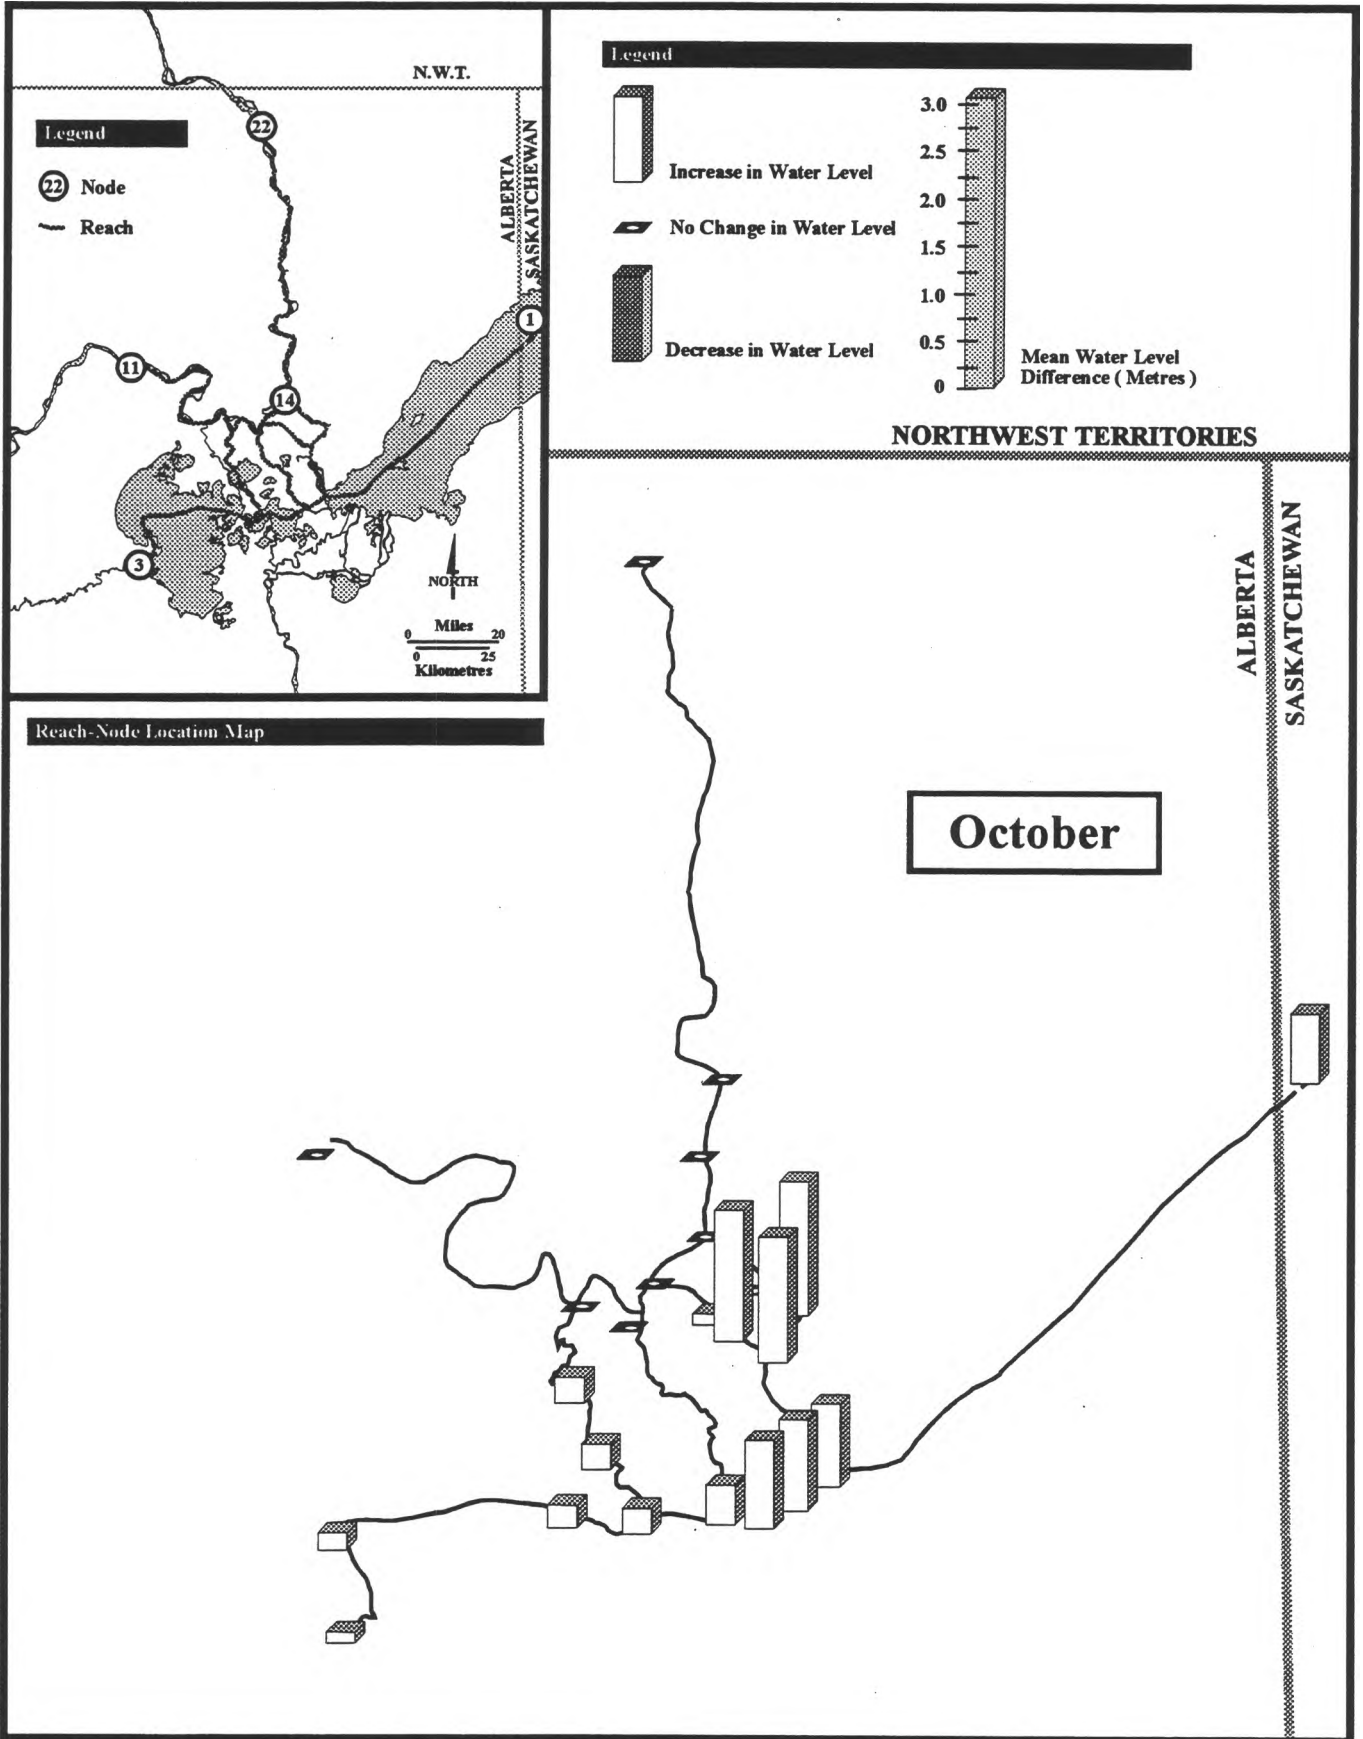 N.W.T.
Legend
22
22 Node
Reach
ALBERTA
SASKATCHEWAN
1
11
14
3
NORTH
Miles
0 20
0 25
Kilometres
Reach-Node Location Map
Legend
Increase in Water Level
No Change in Water Level
Decrease in Water Level
3.0
2.5
2.0
1.5
1.0
0.5
0
Mean Water Level
Difference ( Metres )
NORTHWEST TERRITORIES
ALBERTA
SASKATCHEWAN
October